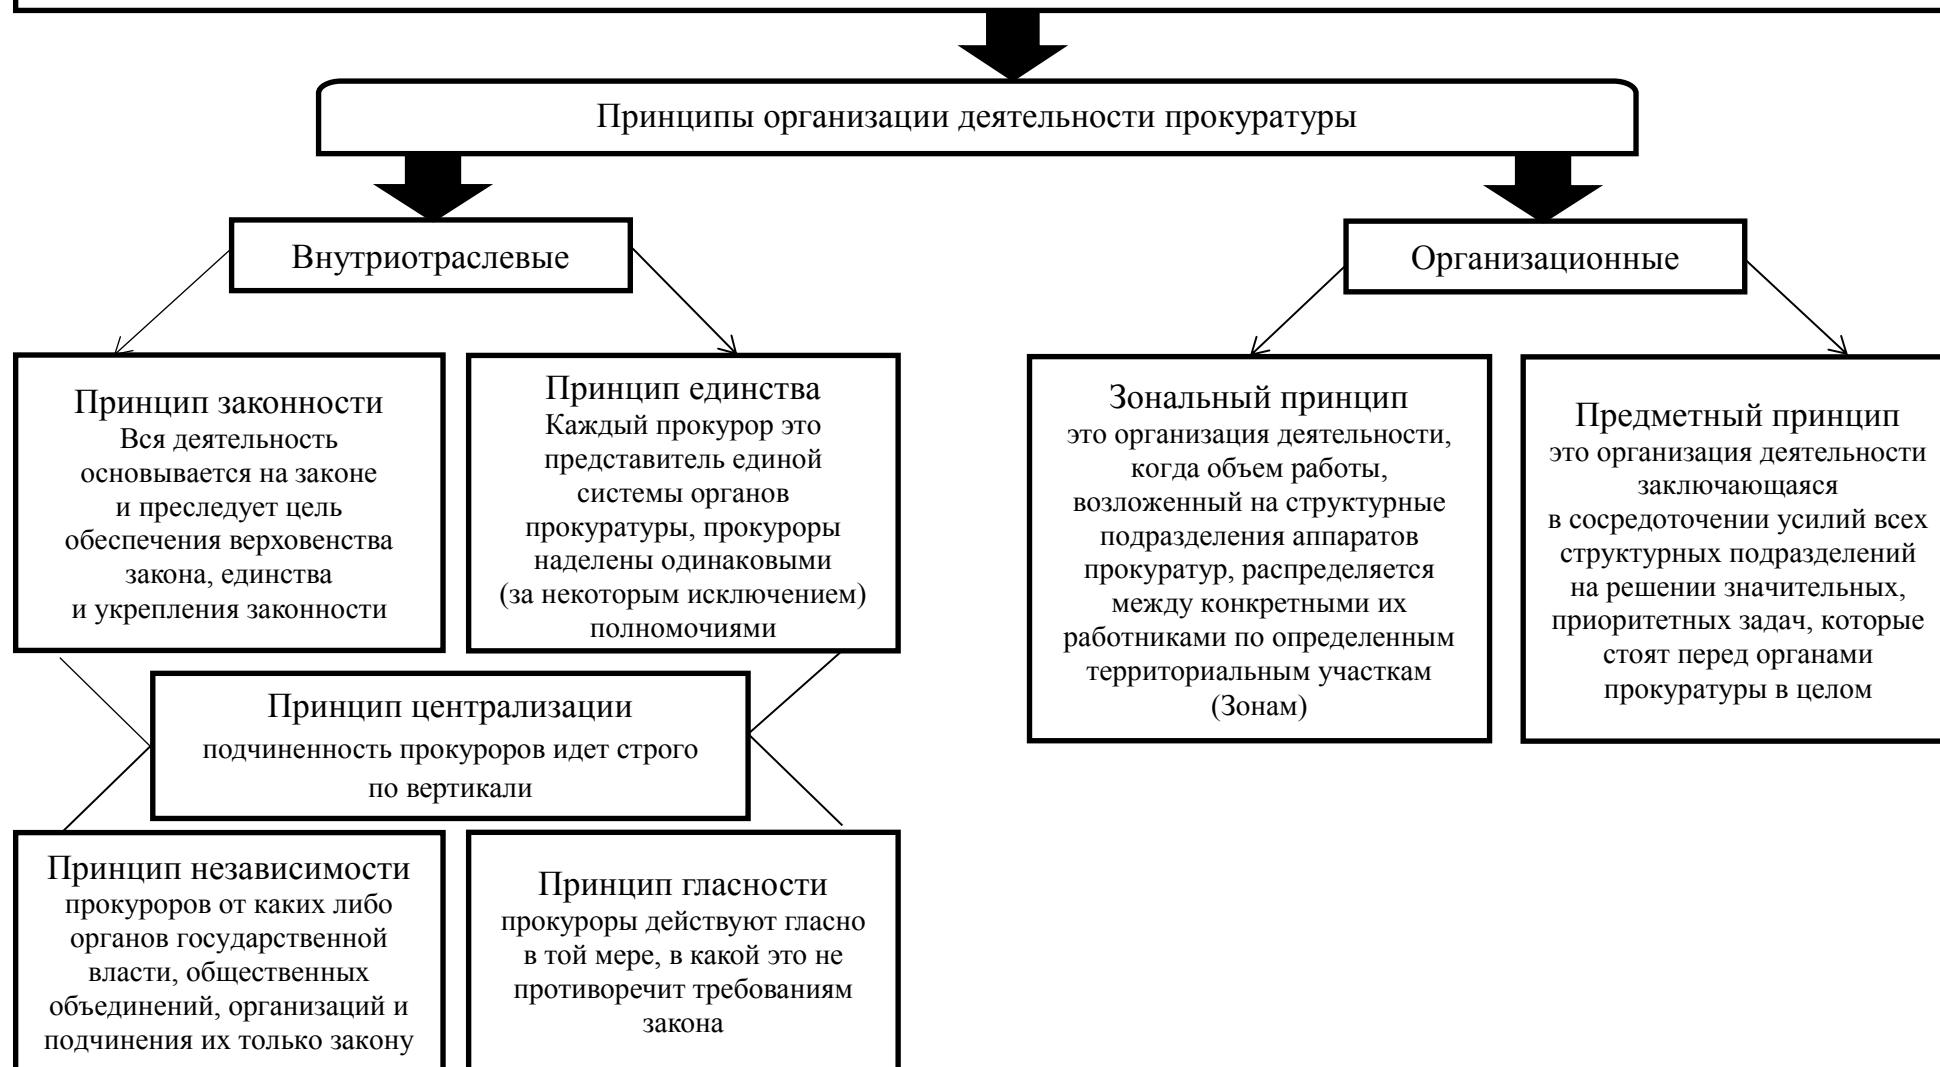 Принципы организации деятельности прокуратуры
Внутриотраслевые
Организационные
Принцип законности
Вся деятельность
основывается на законе
и преследует цель
обеспечения верховенства
закона, единства
и укрепления законности
Принцип единства
Каждый прокурор это
представитель единой
системы органов
прокуратуры, прокуроры
наделены одинаковыми
(за некоторым исключением)
полномочиями
Зональный принцип
это организация деятельности,
когда объем работы,
возложенный на структурные
подразделения аппаратов
прокуратур, распределяется
между конкретными их
работниками по определенным
территориальным участкам
(Зонам)
Предметный принцип
это организация деятельности
заключающаяся
в сосредоточении усилий всех
структурных подразделений
на решении значительных,
приоритетных задач, которые
стоят перед органами
прокуратуры в целом
Принцип централизации
подчиненность прокуроров идет строго
по вертикали
Принцип независимости
прокуроров от каких либо
органов государственной
власти, общественных
объединений, организаций и
подчинения их только закону
Принцип гласности
прокуроры действуют гласно
в той мере, в какой это не
противоречит требованиям
закона